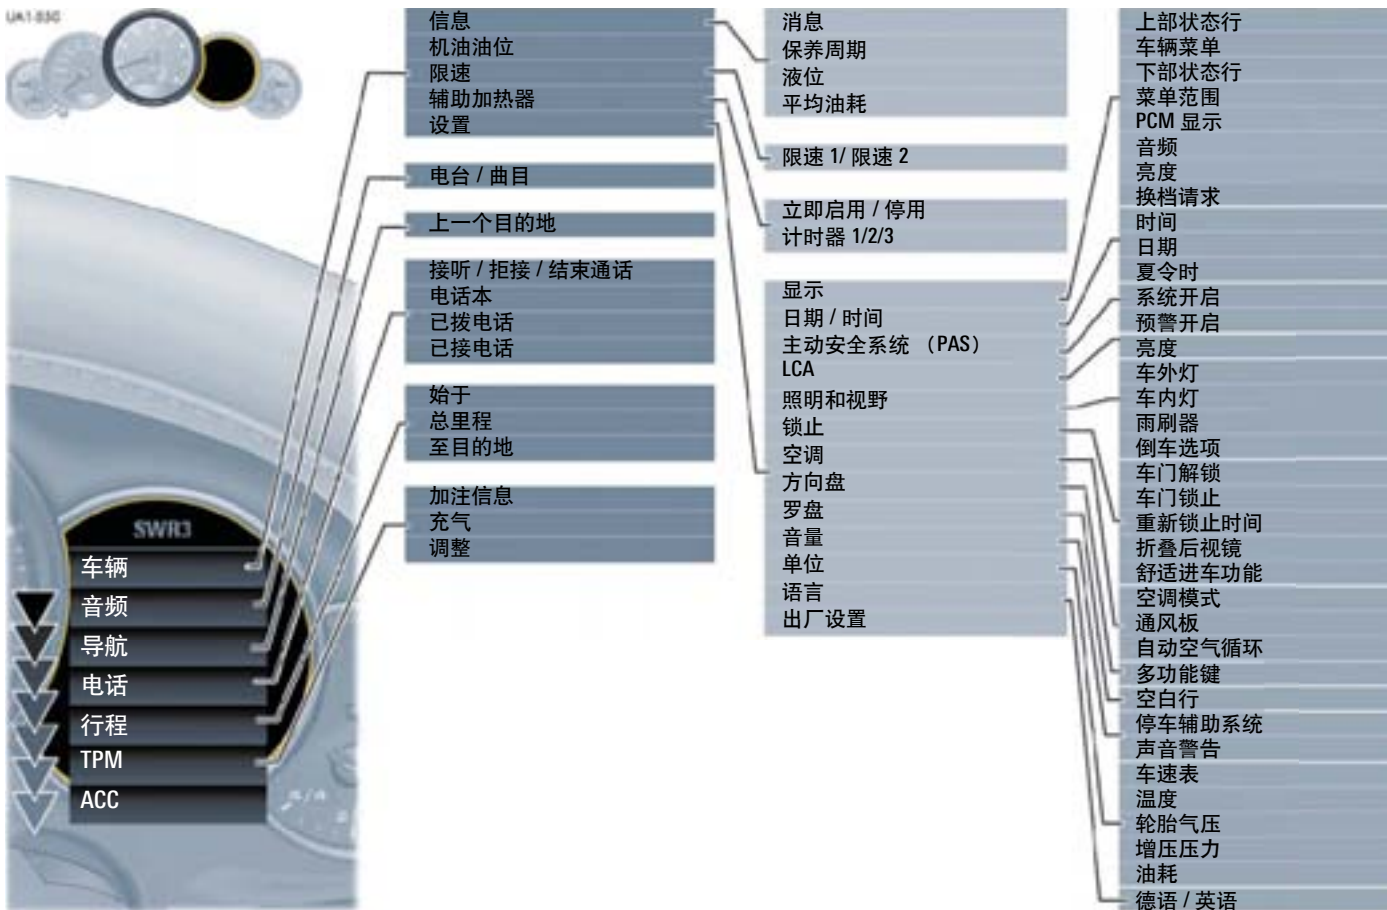 UA1-550
信息
机油油位
限速
辅助加热器
设置
电台 / 曲目
上一个目的地
接听 / 拒接 / 结束通话
电话本
已拨电话
已接电话
始于
总里程
至目的地
加注信息
充气
调整
SWR3
车辆
音频
导航
电话
行程
TPM
ACC
消息
保养周期
液位
平均油耗
限速 1/ 限速 2
立即启用 / 停用
计时器 1/2/3
显示
日期 / 时间
主动安全系统 （PAS）
LCA
照明和视野
锁止
空调
方向盘
罗盘
音量
单位
语言
出厂设置
上部状态行
车辆菜单
下部状态行
菜单范围
PCM 显示
音频
亮度
换档请求
时间
日期
夏令时
系统开启
预警开启
亮度
车外灯
车内灯
雨刷器
倒车选项
车门解锁
车门锁止
重新锁止时间
折叠后视镜
舒适进车功能
空调模式
通风板
自动空气循环
多功能键
空白行
停车辅助系统
声音警告
车速表
温度
轮胎气压
增压压力
油耗
德语 / 英语